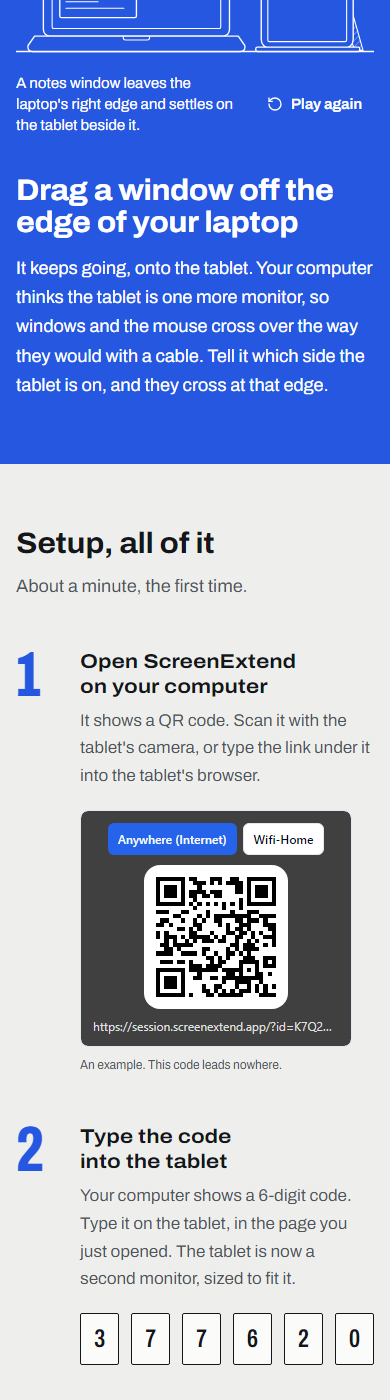 A notes window leaves the
laptop's right edge and settles on
the tablet beside it.
Play again
Drag a window off the
edge of your laptop
It keeps going, onto the tablet. Your computer
thinks the tablet is one more monitor, so
windows and the mouse cross over the way
they would with a cable. Tell it which side the
tablet is on, and they cross at that edge.
Setup, all of it
About a minute, the first time.
1
Open ScreenExtend
on your computer
It shows a QR code. Scan it with the
tablet's camera, or type the link under it
into the tablet's browser.
Anywhere (Internet)
Wifi-Home
https://session.screenextend.app/?id=K7Q2...
An example. This code leads nowhere.
2
Type the code
into the tablet
Your computer shows a 6-digit code.
Type it on the tablet, in the page you
just opened. The tablet is now a
second monitor, sized to fit it.
3 7 7 6 2 0